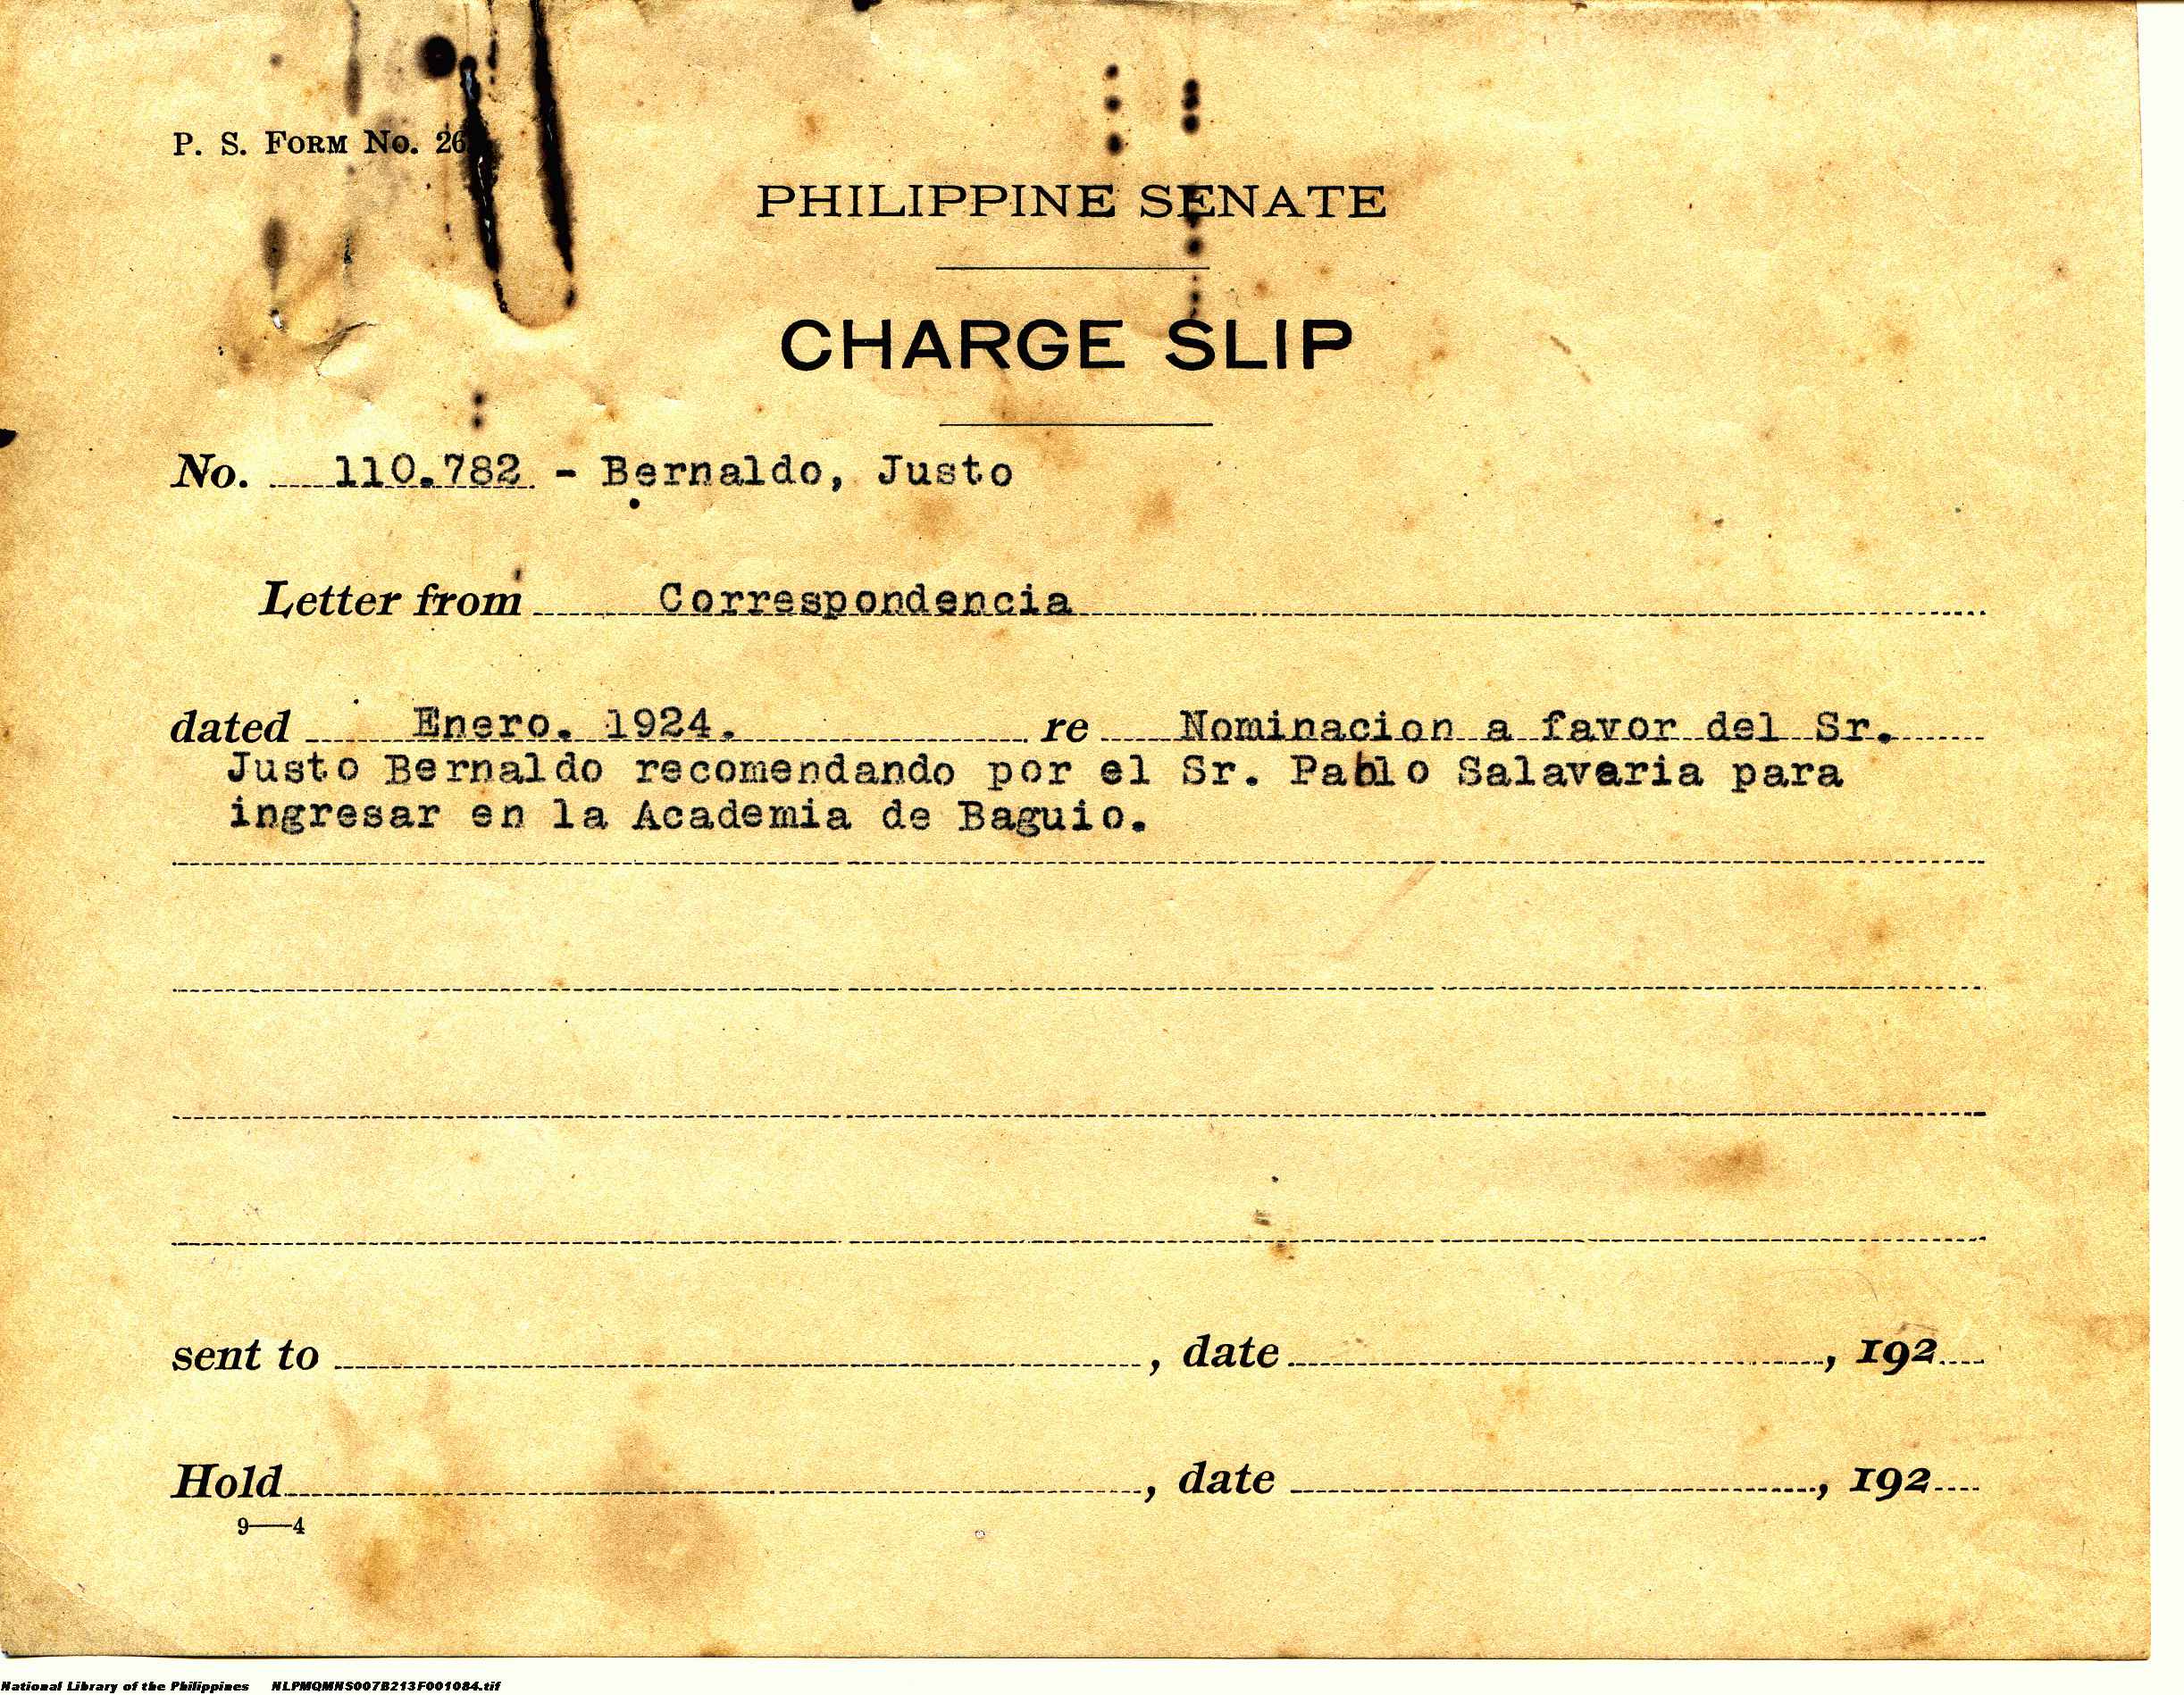 P. S. FORM No. 26
PHILIPPINE SENATE
CHARGE SLIP
No. 110.782 - Bernaldo, Justo
Letter from Correspondencia
dated Enero. 1924. re Nominacion a favor del Sr.
Justo Bernaldo recomendando por el Sr. Pablo Salavaria para
ingresar en la Academia de Baguio.
sent to , date , 192
Hold , date , 192
9—4
National Library of the Philippines NLPMQMNS007B213F001084.tif